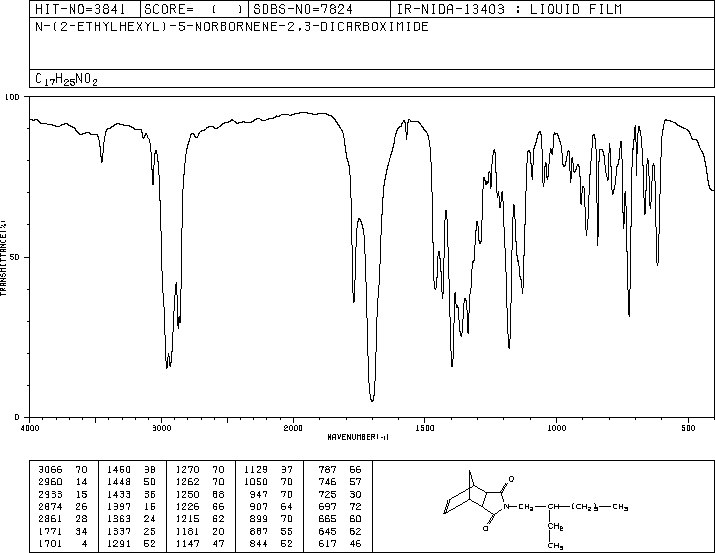 HIT-NO=3841 SCORE= ( ) SDBS-NO=7824 IR-NIDA-13403 : LIQUID FILM
N-(2-ETHYLHEXYL)-5-NORBORNENE-2,3-DICARBOXIMIDE
C17H25NO2
100
50
0
TRANSMITTANCE(%)
4000 3000 2000 1500 1000 500
WAVENUMBER(-1)
3066 70 1460 38 1270 70 1129 37 787 66
2960 14 1448 50 1262 70 1050 70 746 57
2933 15 1433 36 1250 68 947 70 725 30
2874 26 1397 15 1226 66 907 64 697 72
2861 28 1363 24 1215 62 899 70 665 60
1771 34 1337 25 1181 20 887 55 645 62
1701 4 1291 52 1147 47 844 52 617 46
O
N-CH2-CH-(CH2)3-CH3
O
CH2
CH3